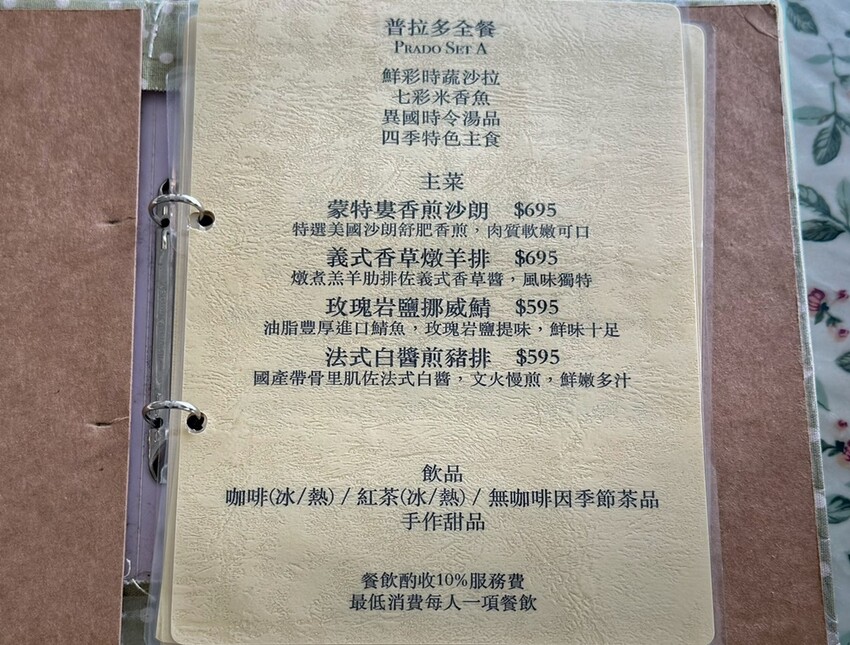 普拉多全餐
PRADO SET A
鮮彩時蔬沙拉
七彩米香魚
異國時令湯品
四季特色主食
主菜
蒙特婁香煎沙朗 $695
特選美國沙朗舒肥香煎，肉質軟嫩可口
義式香草燉羊排 $695
燉煮羔羊肋排佐義式香草醬，風味獨特
玫瑰岩鹽挪威鯖 $595
油脂豐厚進口鯖魚，玫瑰岩鹽提味，鮮味十足
法式白醬煎豬排 $595
國產帶骨里肌佐法式白醬，文火慢煎，鮮嫩多汁
飲品
咖啡(冰/熱) / 紅茶(冰/熱) / 無咖啡因季節茶品
手作甜品
餐飲酌收10%服務費
最低消費每人一項餐飲